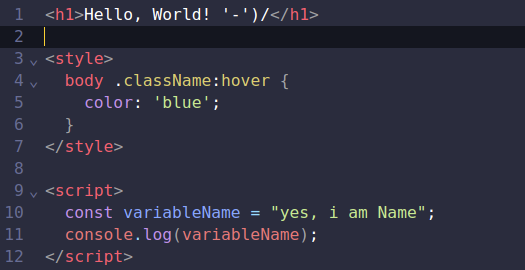 1 <h1>Hello, World! '-')/</h1>
2
3 <style>
4   body .className:hover {
5     color: 'blue';
6   }
7 </style>
8
9 <script>
10   const variableName = "yes, i am Name";
11   console.log(variableName);
12 </script>